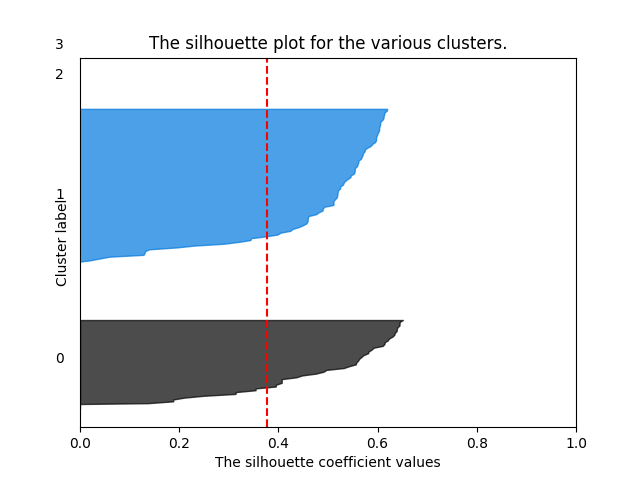 The silhouette plot for the various clusters.
3
2
1
0
Cluster label
0.0 0.2 0.4 0.6 0.8 1.0
The silhouette coefficient values